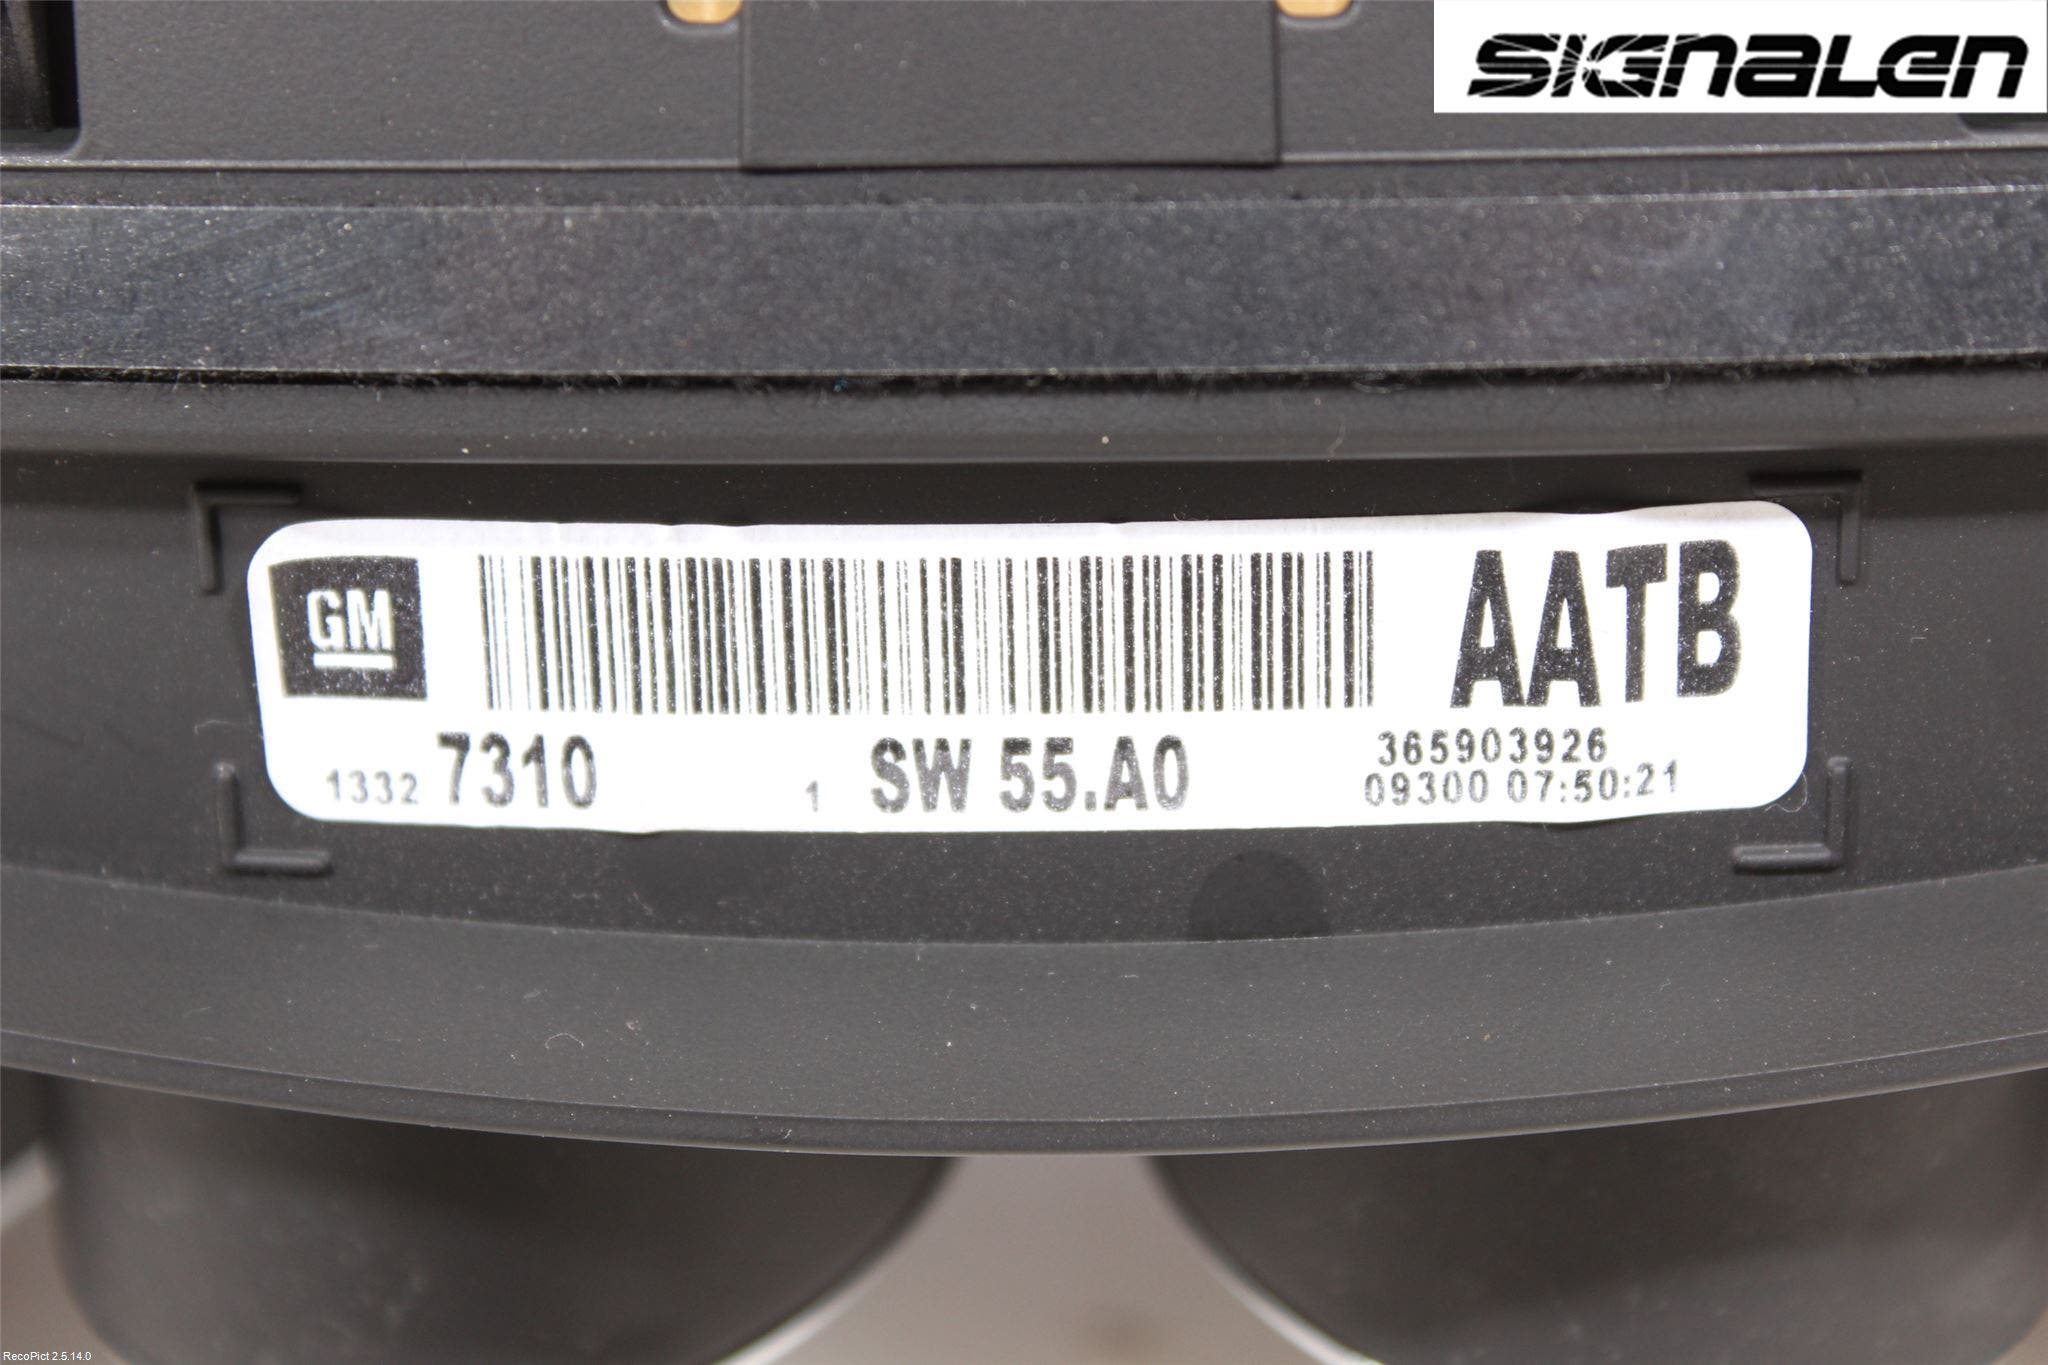 SIGNALEN
GM
AATB
1332 7310 1 SW 55.A0
365903926
09300 07:50:21
RecoPict 2.5.14.0